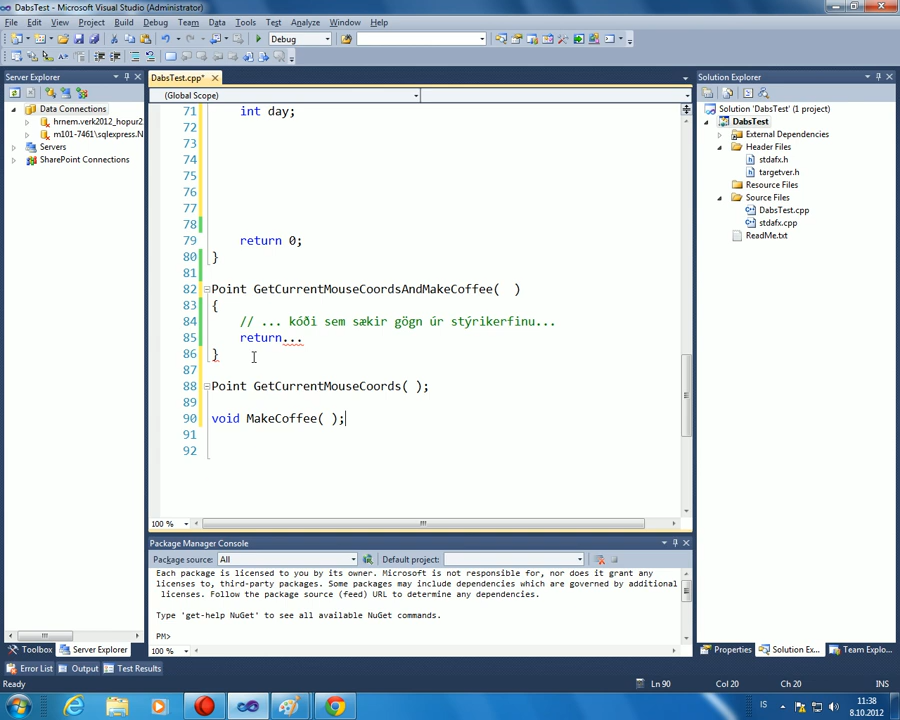 DabsTest - Microsoft Visual Studio (Administrator)
File Edit View Project Build Debug Team Data Tools Test Analyze Window Help
Debug
Server Explorer
DabsTest.cpp*
Solution Explorer
(Global Scope)
Data Connections
hrnem.verk2012_hopur2
m101-7461\sqlexpress.N
Servers
SharePoint Connections
71 int day;
72
73
74
75
76
77
78
79 return 0;
80 }
81
82 Point GetCurrentMouseCoordsAndMakeCoffee( )
83 {
84 // ... kóði sem sækir gögn úr stýrikerfinu...
85 return...
86 }
87
88 Point GetCurrentMouseCoords( );
89
90 void MakeCoffee( );
91
92
100 %
Solution 'DabsTest' (1 project)
DabsTest
External Dependencies
Header Files
stdafx.h
targetver.h
Resource Files
Source Files
DabsTest.cpp
stdafx.cpp
ReadMe.txt
Package Manager Console
Package source: All
Default project:
Each package is licensed to you by its owner. Microsoft is not responsible for, nor does it grant any
licenses to, third-party packages. Some packages may include dependencies which are governed by additional
licenses. Follow the package source (feed) URL to determine any dependencies.
Type 'get-help NuGet' to see all available NuGet commands.
PM>
100 %
Toolbox
Server Explorer
Properties
Solution Ex...
Team Explo...
Error List
Output
Test Results
Ready
Ln 90
Col 20
Ch 20
INS
IS
11:38
8.10.2012